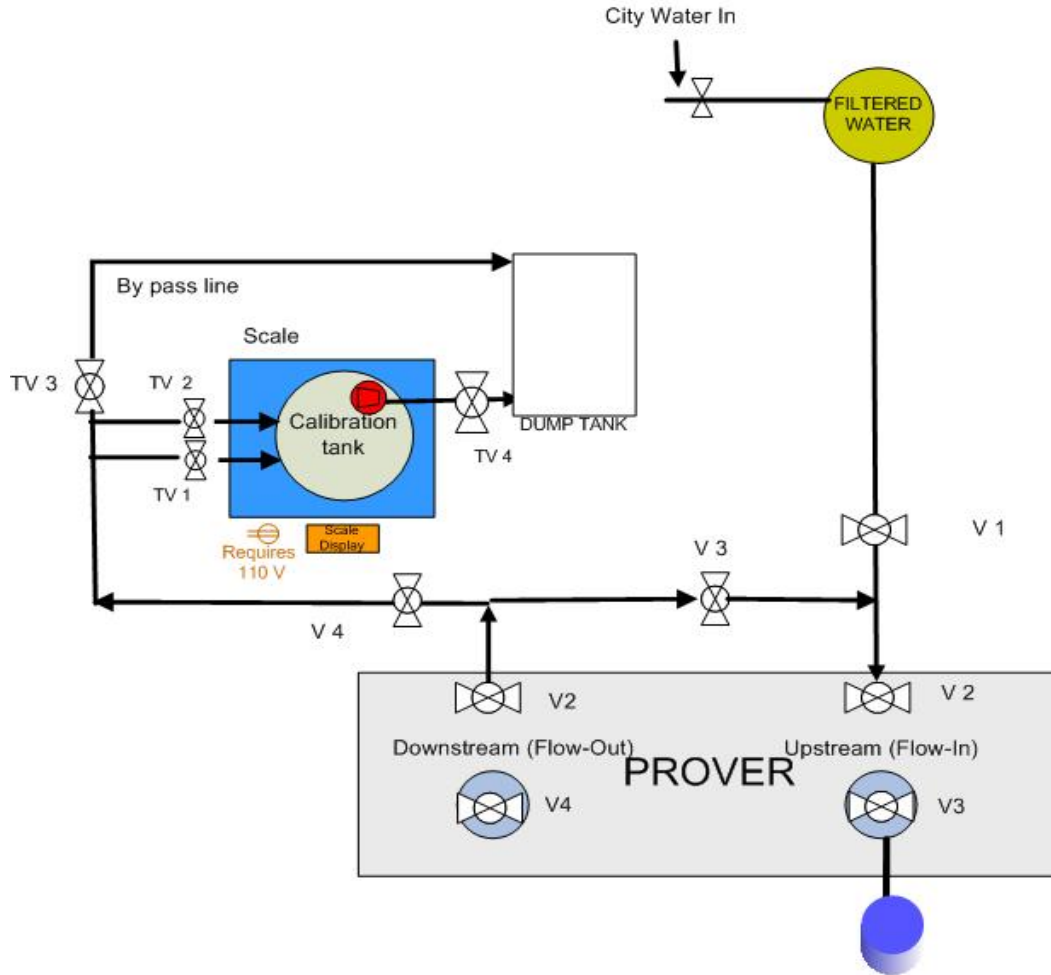 City Water In
FILTERED
WATER
By pass line
Scale
TV 3
TV 2
Calibration
tank
DUMP TANK
TV 4
TV 1
Scale
Display
Requires
110 V
V 1
V 3
V 4
V2
V 2
Downstream (Flow-Out)
Upstream (Flow-In)
PROVER
V4
V3